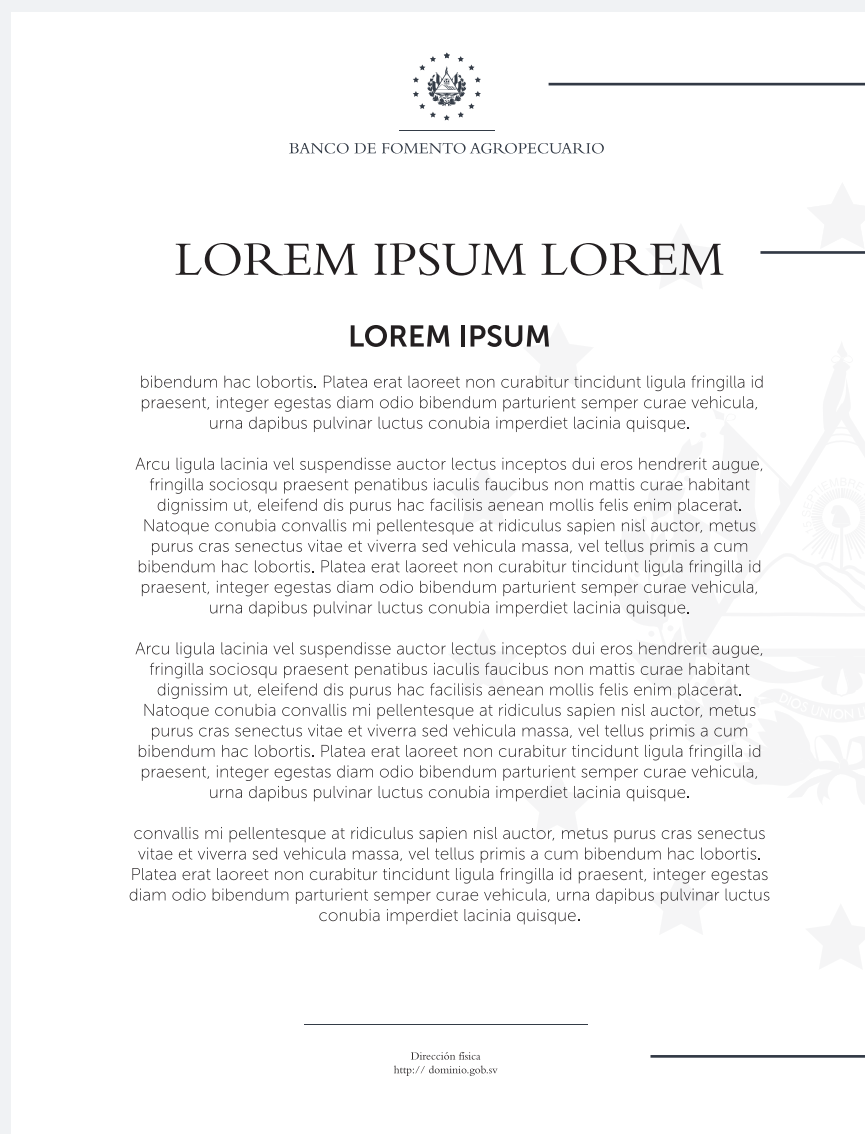 BANCO DE FOMENTO AGROPECUARIO
LOREM IPSUM LOREM
LOREM IPSUM
bibendum hac lobortis. Platea erat laoreet non curabitur tincidunt ligula fringilla id
praesent, integer egestas diam odio bibendum parturient semper curae vehicula,
urna dapibus pulvinar luctus conubia imperdiet lacinia quisque.
Arcu ligula lacinia vel suspendisse auctor lectus inceptos dui eros hendrerit augue,
fringilla sociosqu praesent penatibus iaculis faucibus non mattis curae habitant
dignissim ut, eleifend dis purus hac facilisis aenean mollis felis enim placerat.
Natoque conubia convallis mi pellentesque at ridiculus sapien nisl auctor, metus
purus cras senectus vitae et viverra sed vehicula massa, vel tellus primis a cum
bibendum hac lobortis. Platea erat laoreet non curabitur tincidunt ligula fringilla id
praesent, integer egestas diam odio bibendum parturient semper curae vehicula,
urna dapibus pulvinar luctus conubia imperdiet lacinia quisque.
Arcu ligula lacinia vel suspendisse auctor lectus inceptos dui eros hendrerit augue,
fringilla sociosqu praesent penatibus iaculis faucibus non mattis curae habitant
dignissim ut, eleifend dis purus hac facilisis aenean mollis felis enim placerat.
Natoque conubia convallis mi pellentesque at ridiculus sapien nisl auctor, metus
purus cras senectus vitae et viverra sed vehicula massa, vel tellus primis a cum
bibendum hac lobortis. Platea erat laoreet non curabitur tincidunt ligula fringilla id
praesent, integer egestas diam odio bibendum parturient semper curae vehicula,
urna dapibus pulvinar luctus conubia imperdiet lacinia quisque.
convallis mi pellentesque at ridiculus sapien nisl auctor, metus purus cras senectus
vitae et viverra sed vehicula massa, vel tellus primis a cum bibendum hac lobortis.
Platea erat laoreet non curabitur tincidunt ligula fringilla id praesent, integer egestas
diam odio bibendum parturient semper curae vehicula, urna dapibus pulvinar luctus
conubia imperdiet lacinia quisque.
DIOS UNION L
Dirección física
http:// dominio.gob.sv